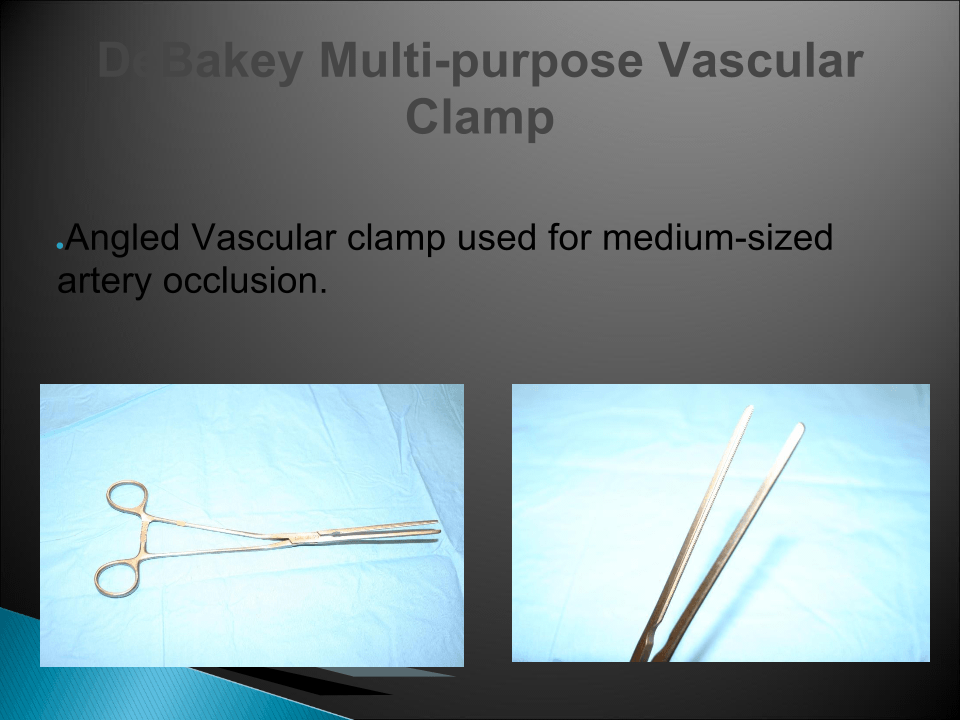 DeBakey Multi-purpose Vascular
Clamp
●Angled Vascular clamp used for medium-sized
artery occlusion.